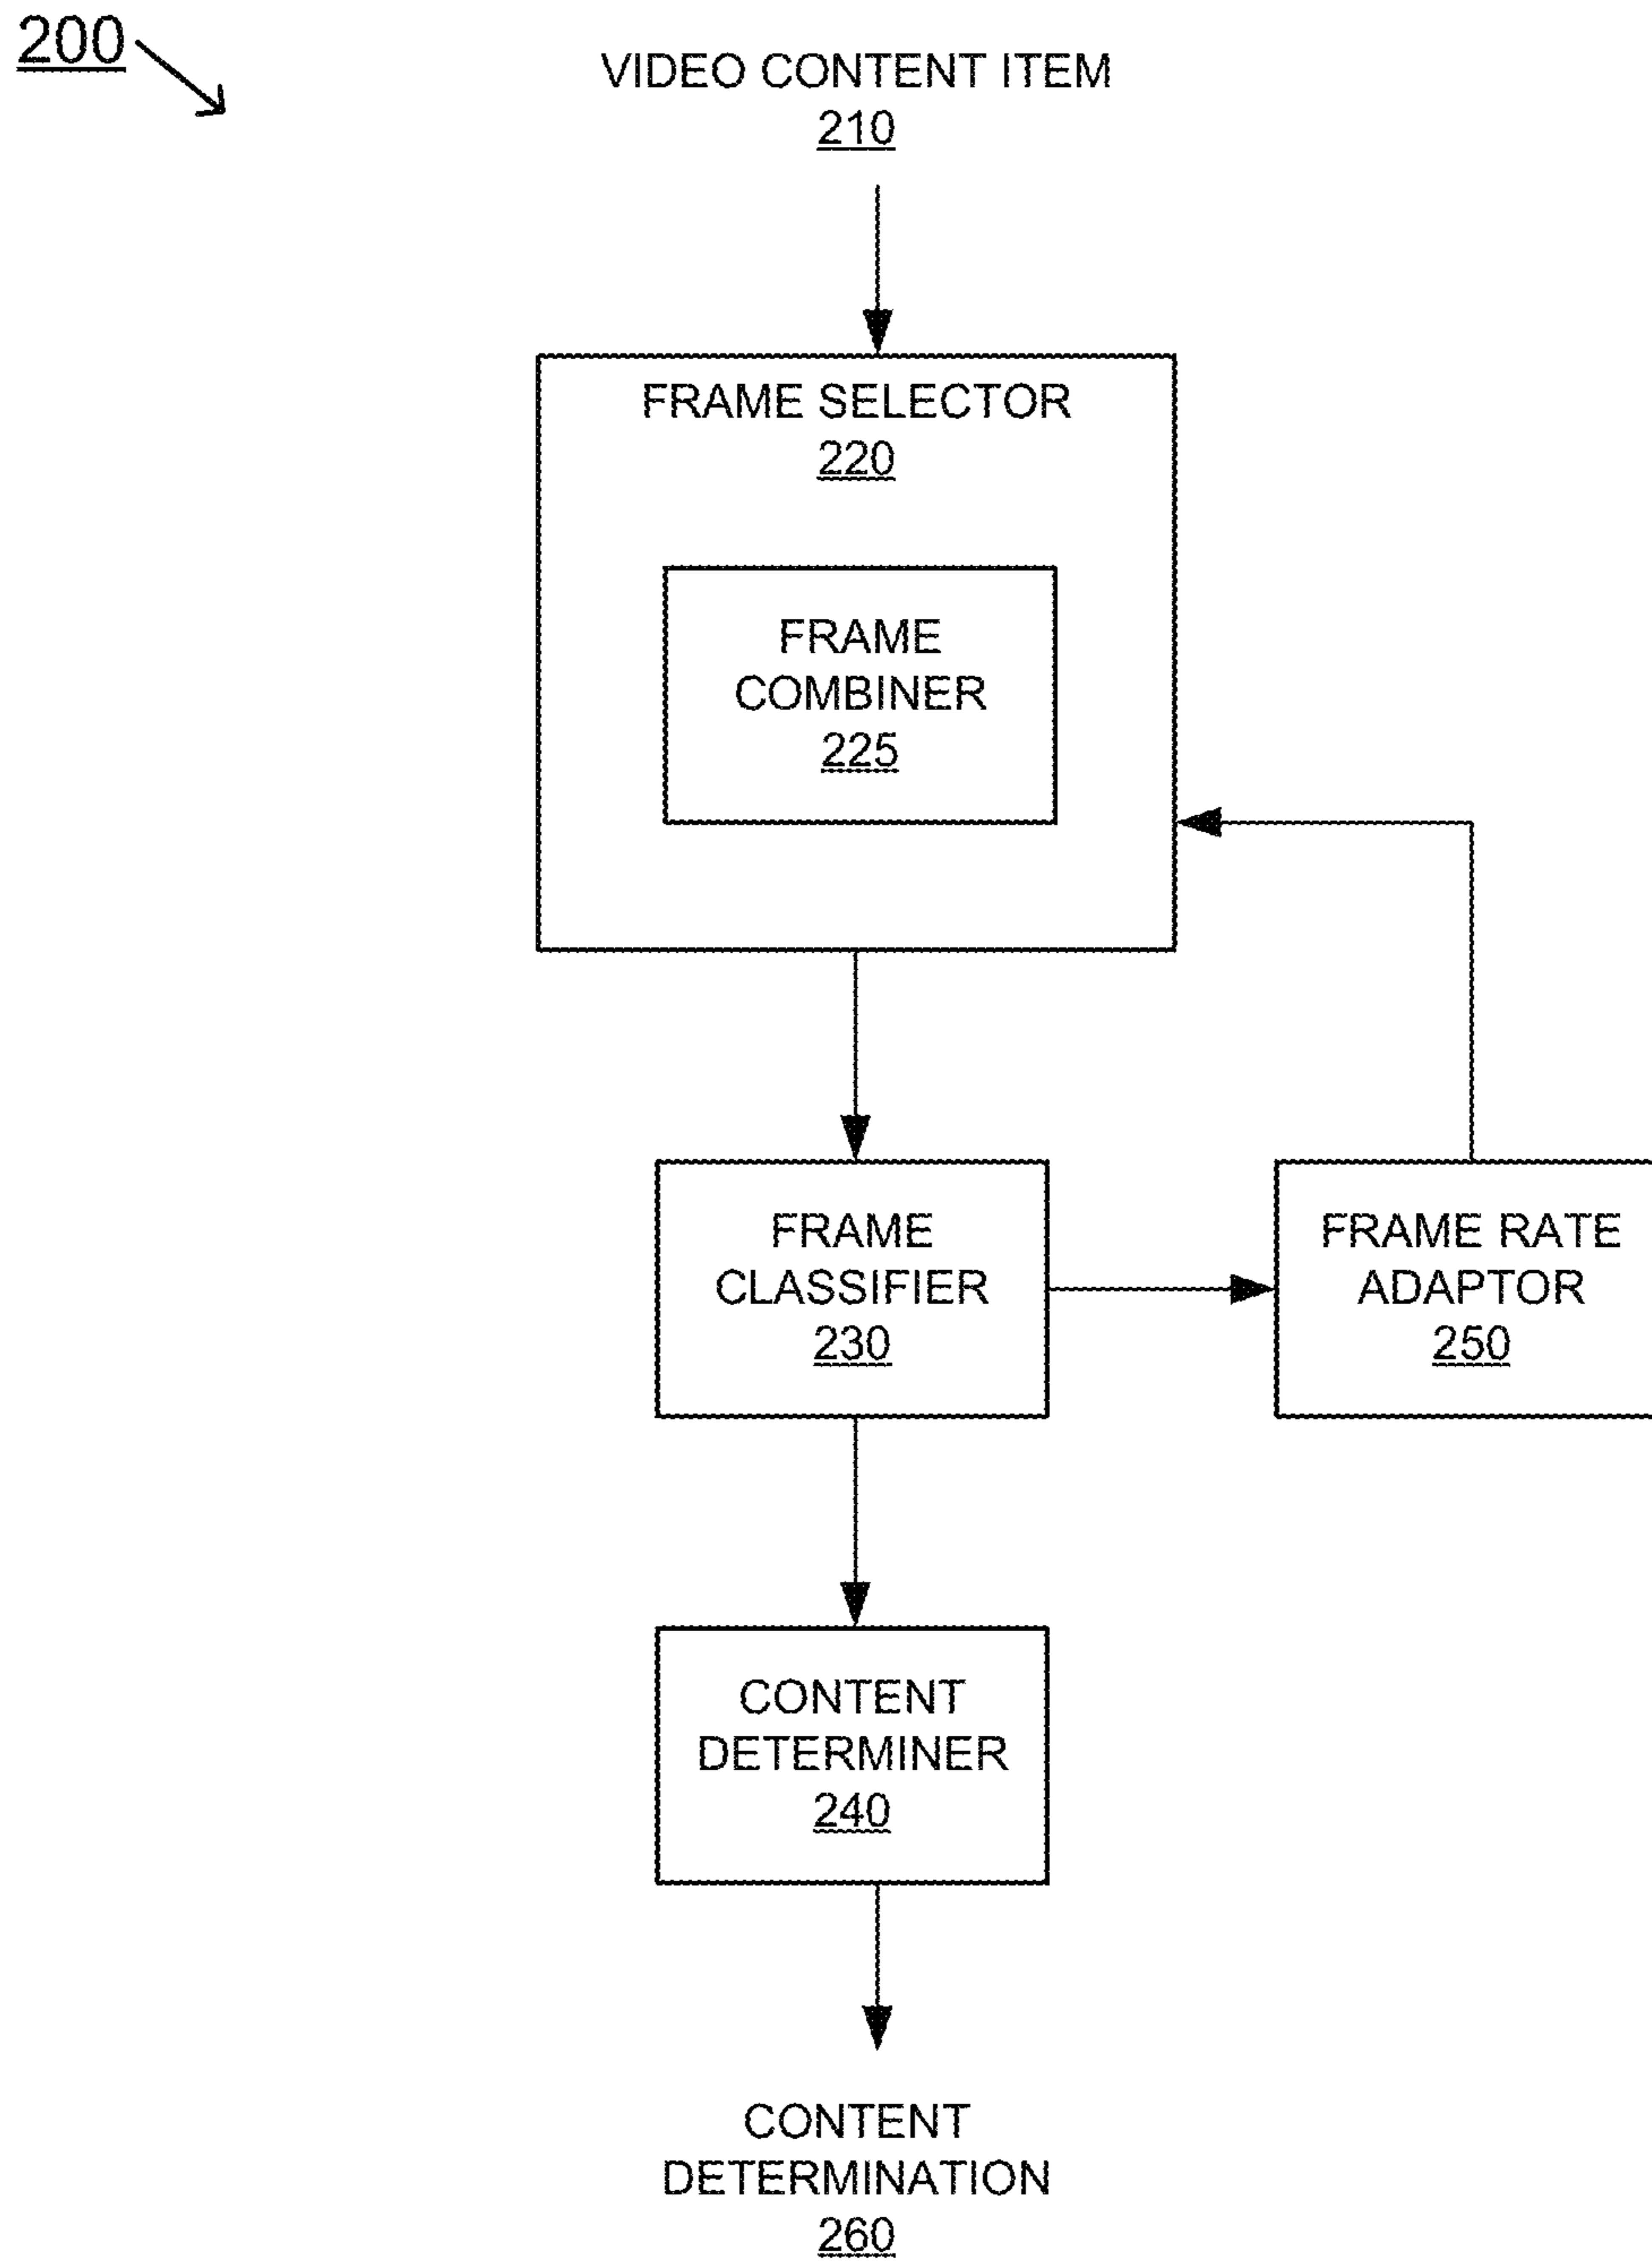 200
VIDEO CONTENT ITEM
210
FRAME SELECTOR
220
FRAME
COMBINER
225
FRAME
CLASSIFIER
230
FRAME RATE
ADAPTOR
250
CONTENT
DETERMINER
240
CONTENT
DETERMINATION
260